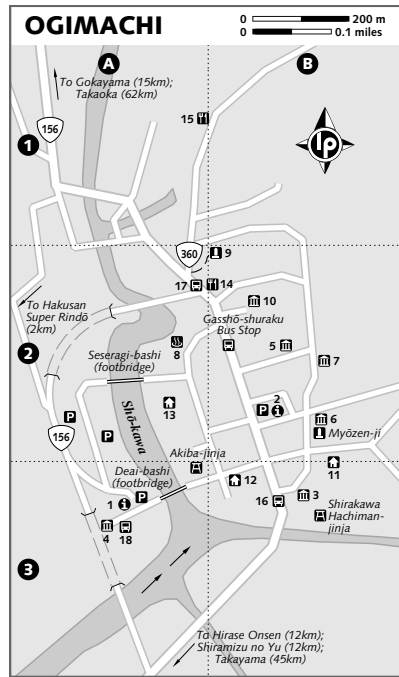 OGIMACHI
0 200 m
0 0.1 miles
A
B
To Gokayama (15km);
Takaoka (62km)
156
15
1
lp
360
9
17
14
To Hakusan
Super Rindō
(2km)
10
Gasshō-shuraku
Bus Stop
2
8
5
7
Seseragi-bashi
(footbridge)
13
2
P
i
P
6
Shō-kawa
Myōzen-ji
156
P
Akiba-jinja
11
Deai-bashi
(footbridge)
12
P
1
i
16
3
4
18
Shirakawa
Hachiman-
jinja
3
To Hirase Onsen (12km);
Shiramizu no Yu (12km);
Takayama (45km)